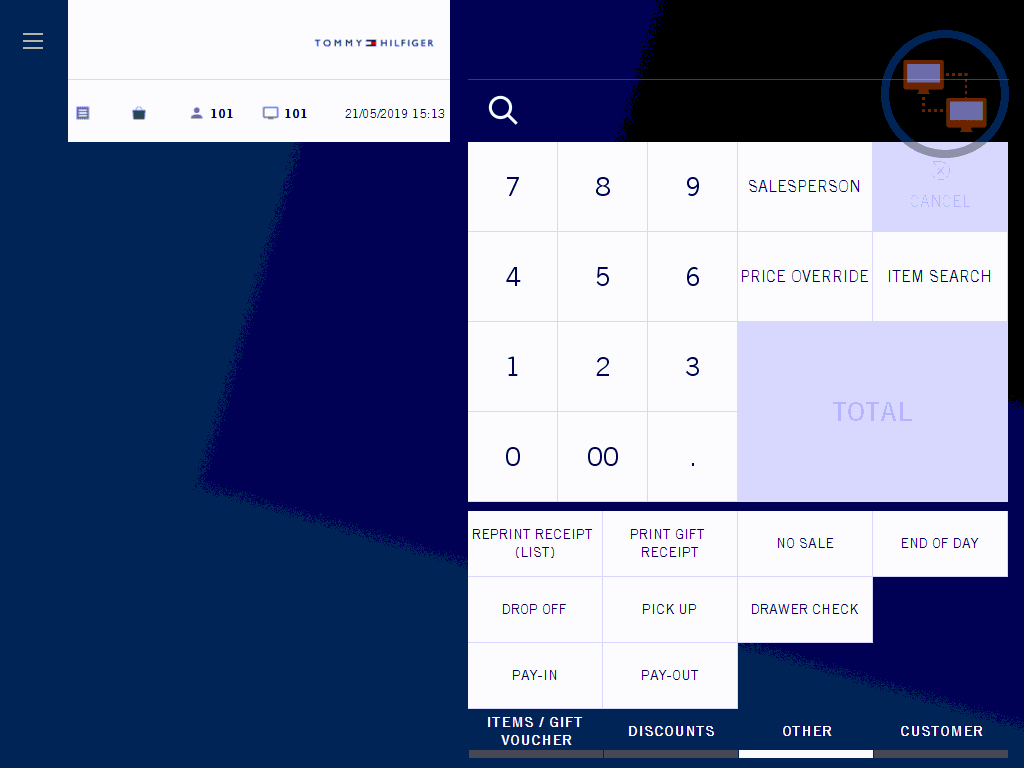 TOMMY HILFIGER
101
101
21/05/2019 15:13
7
8
9
SALESPERSON
CANCEL
4
5
6
PRICE OVERRIDE
ITEM SEARCH
1
2
3
TOTAL
0
00
.
REPRINT RECEIPT
(LIST)
PRINT GIFT
RECEIPT
NO SALE
END OF DAY
DROP OFF
PICK UP
DRAWER CHECK
PAY-IN
PAY-OUT
ITEMS / GIFT
VOUCHER
DISCOUNTS
OTHER
CUSTOMER